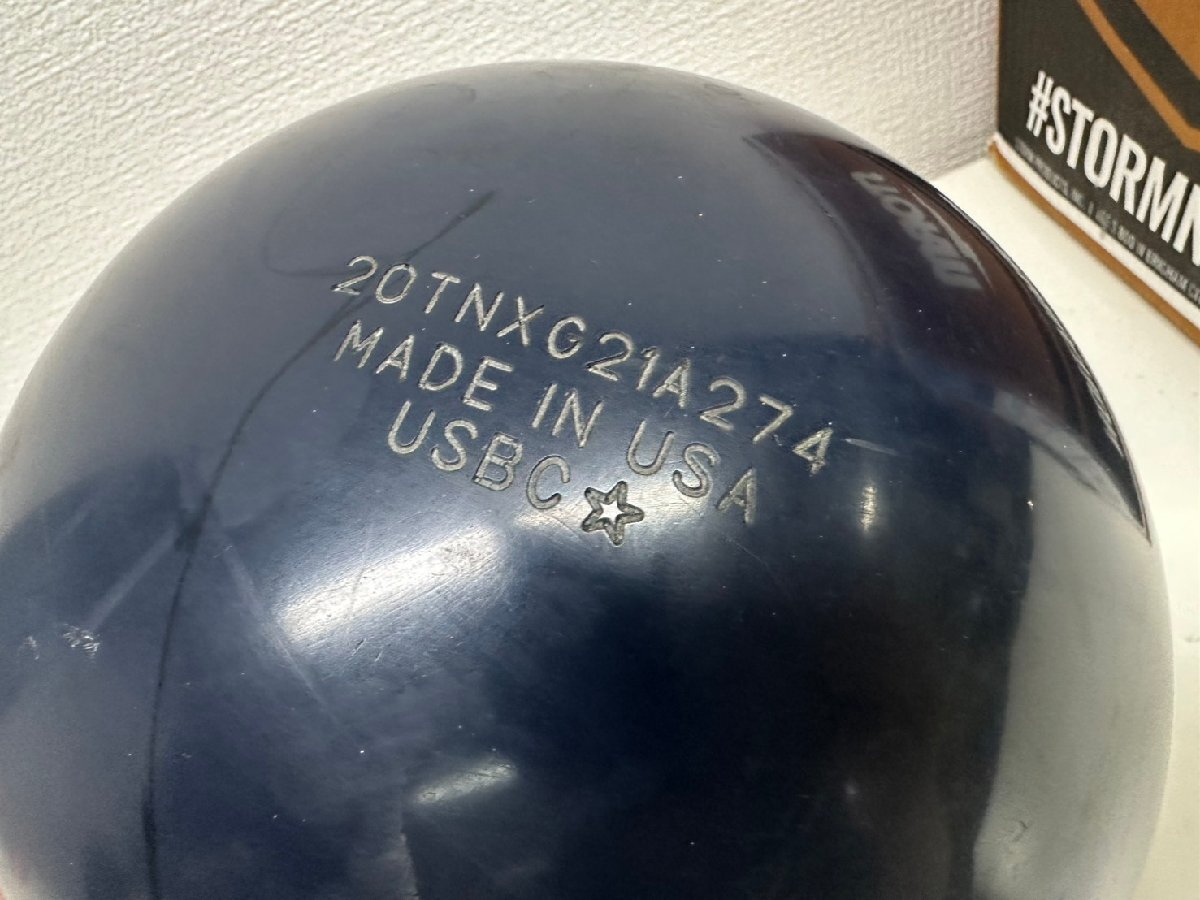 20TNXG21A274
MADE IN USA
USBC
#STORMN